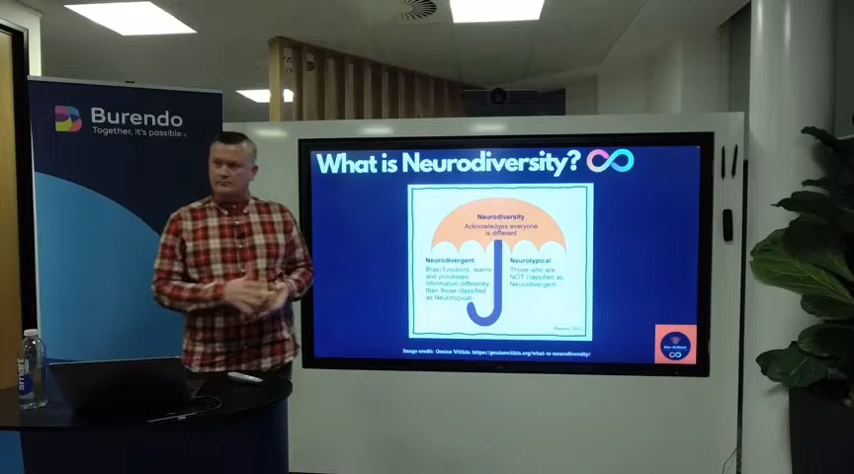 Burendo
Together, it's possible.
What is Neurodiversity?
Neurodiversity
Acknowledges everyone
is different
Neurodivergent
Brain functions, learns
and processes
information differently
than those classified
as Neurotypical
Neurotypical
Those who are
NOT classified as
Neurodivergent
Image credit: Genius Within: https://geniuswithin.org/what-is-neurodiversity/
smart